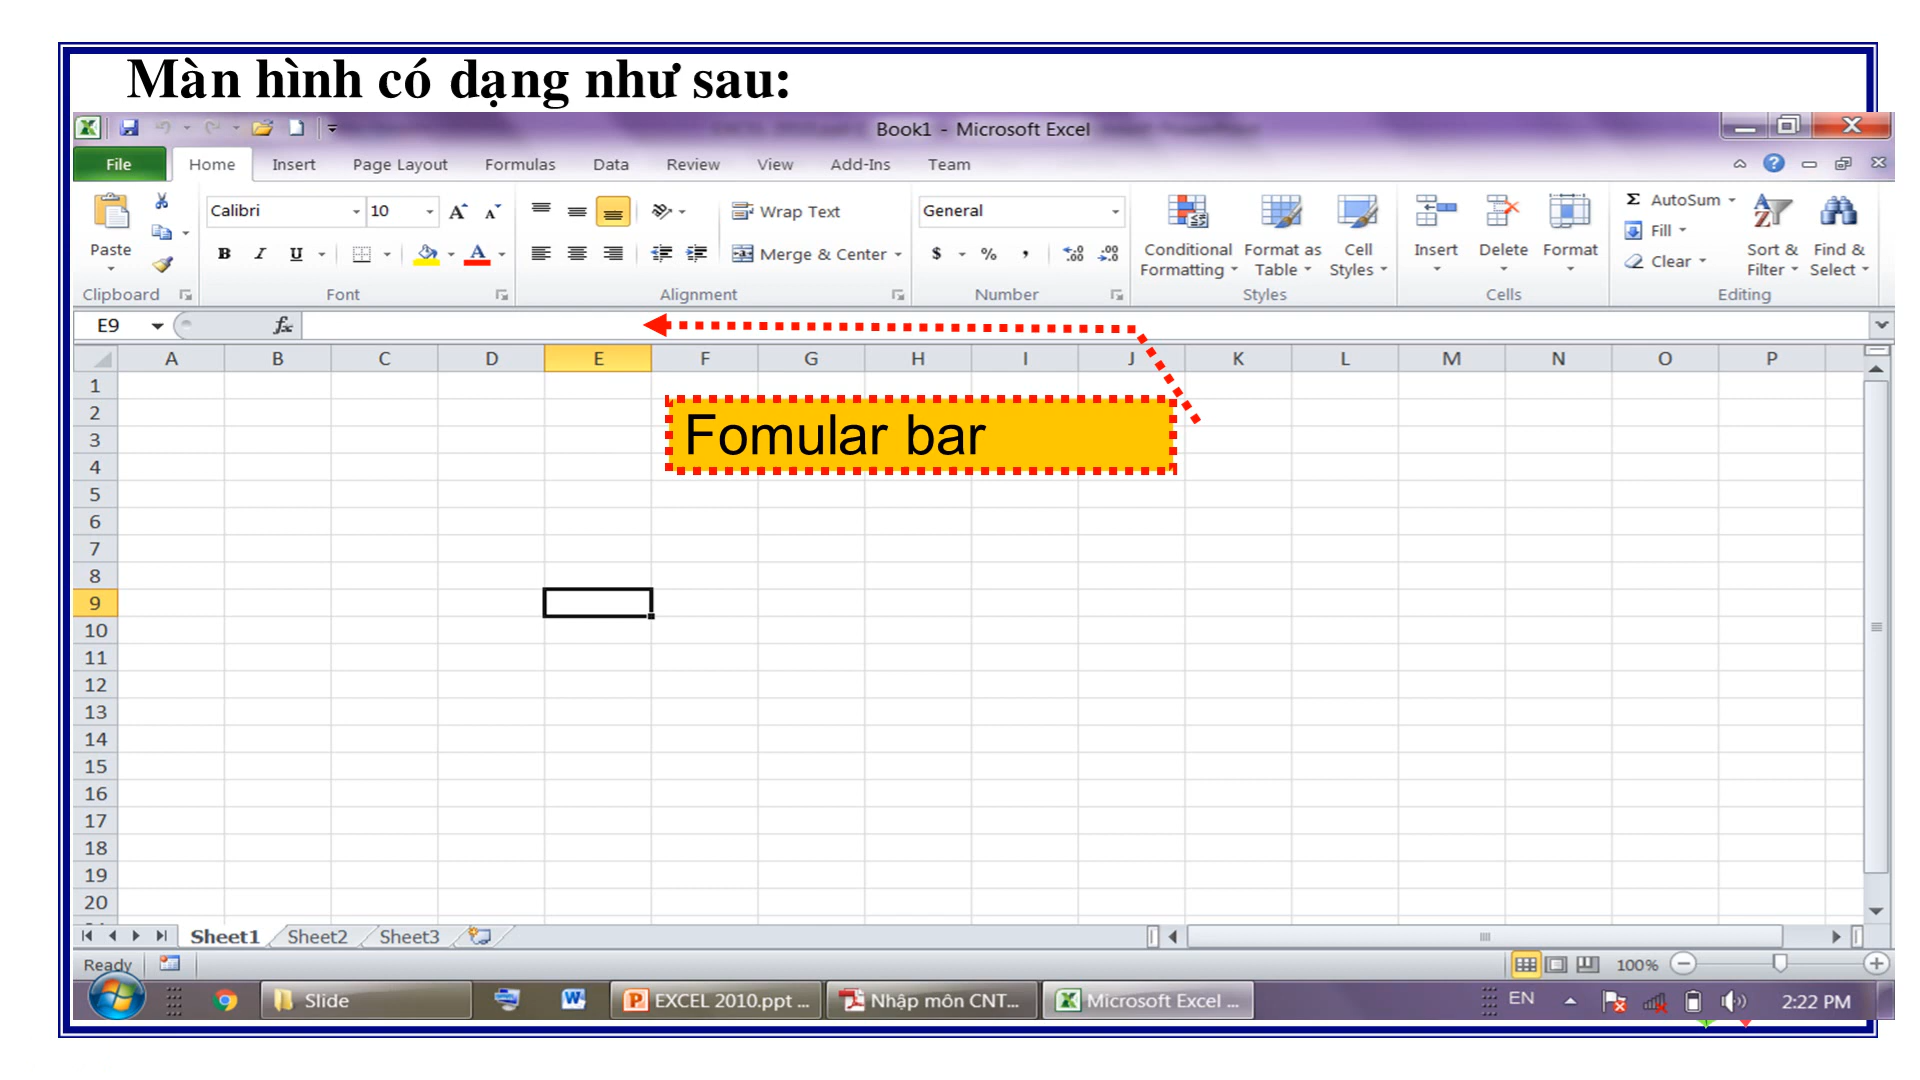 Màn hình có dạng như sau:
Book1 - Microsoft Excel
File Home Insert Page Layout Formulas Data Review View Add-Ins Team
Calibri 10 Wrap Text General Σ AutoSum
Fill
Paste B I U Merge & Center $ % , Conditional Formatting Format as Table Cell Styles Insert Delete Format Clear Sort & Filter Find & Select
Clipboard Font Alignment Number Styles Cells Editing
E9 fx
A B C D E F G H I J K L M N O P
1
2
Fomular bar
3
4
5
6
7
8
9
10
11
12
13
14
15
16
17
18
19
20
Sheet1 Sheet2 Sheet3
Ready 100%
Slide EXCEL 2010.ppt ... Nhập môn CNT... Microsoft Excel ... EN 2:22 PM